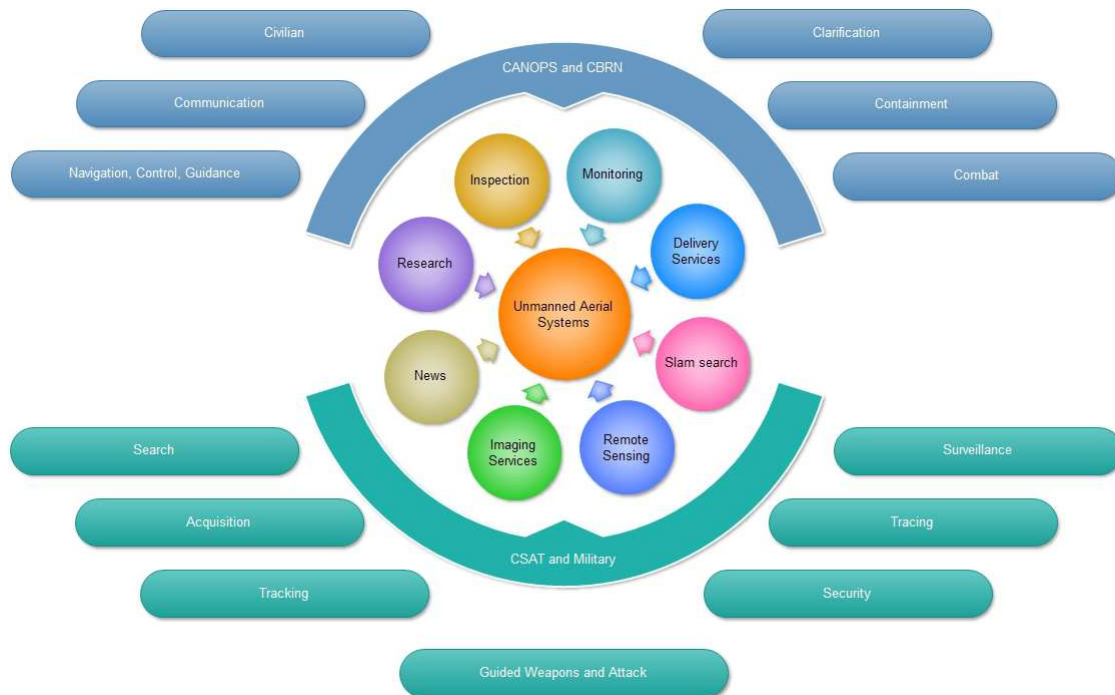 Civilian
Clarification
CANOPS and CBRN
Communication
Containment
Navigation, Control, Guidance
Combat
Inspection
Monitoring
Research
Delivery
Services
Unmanned Aerial
Systems
News
Slam search
Imaging
Services
Remote
Sensing
Search
Surveillance
Acquisition
Tracing
CSAT and Military
Tracking
Security
Guided Weapons and Attack